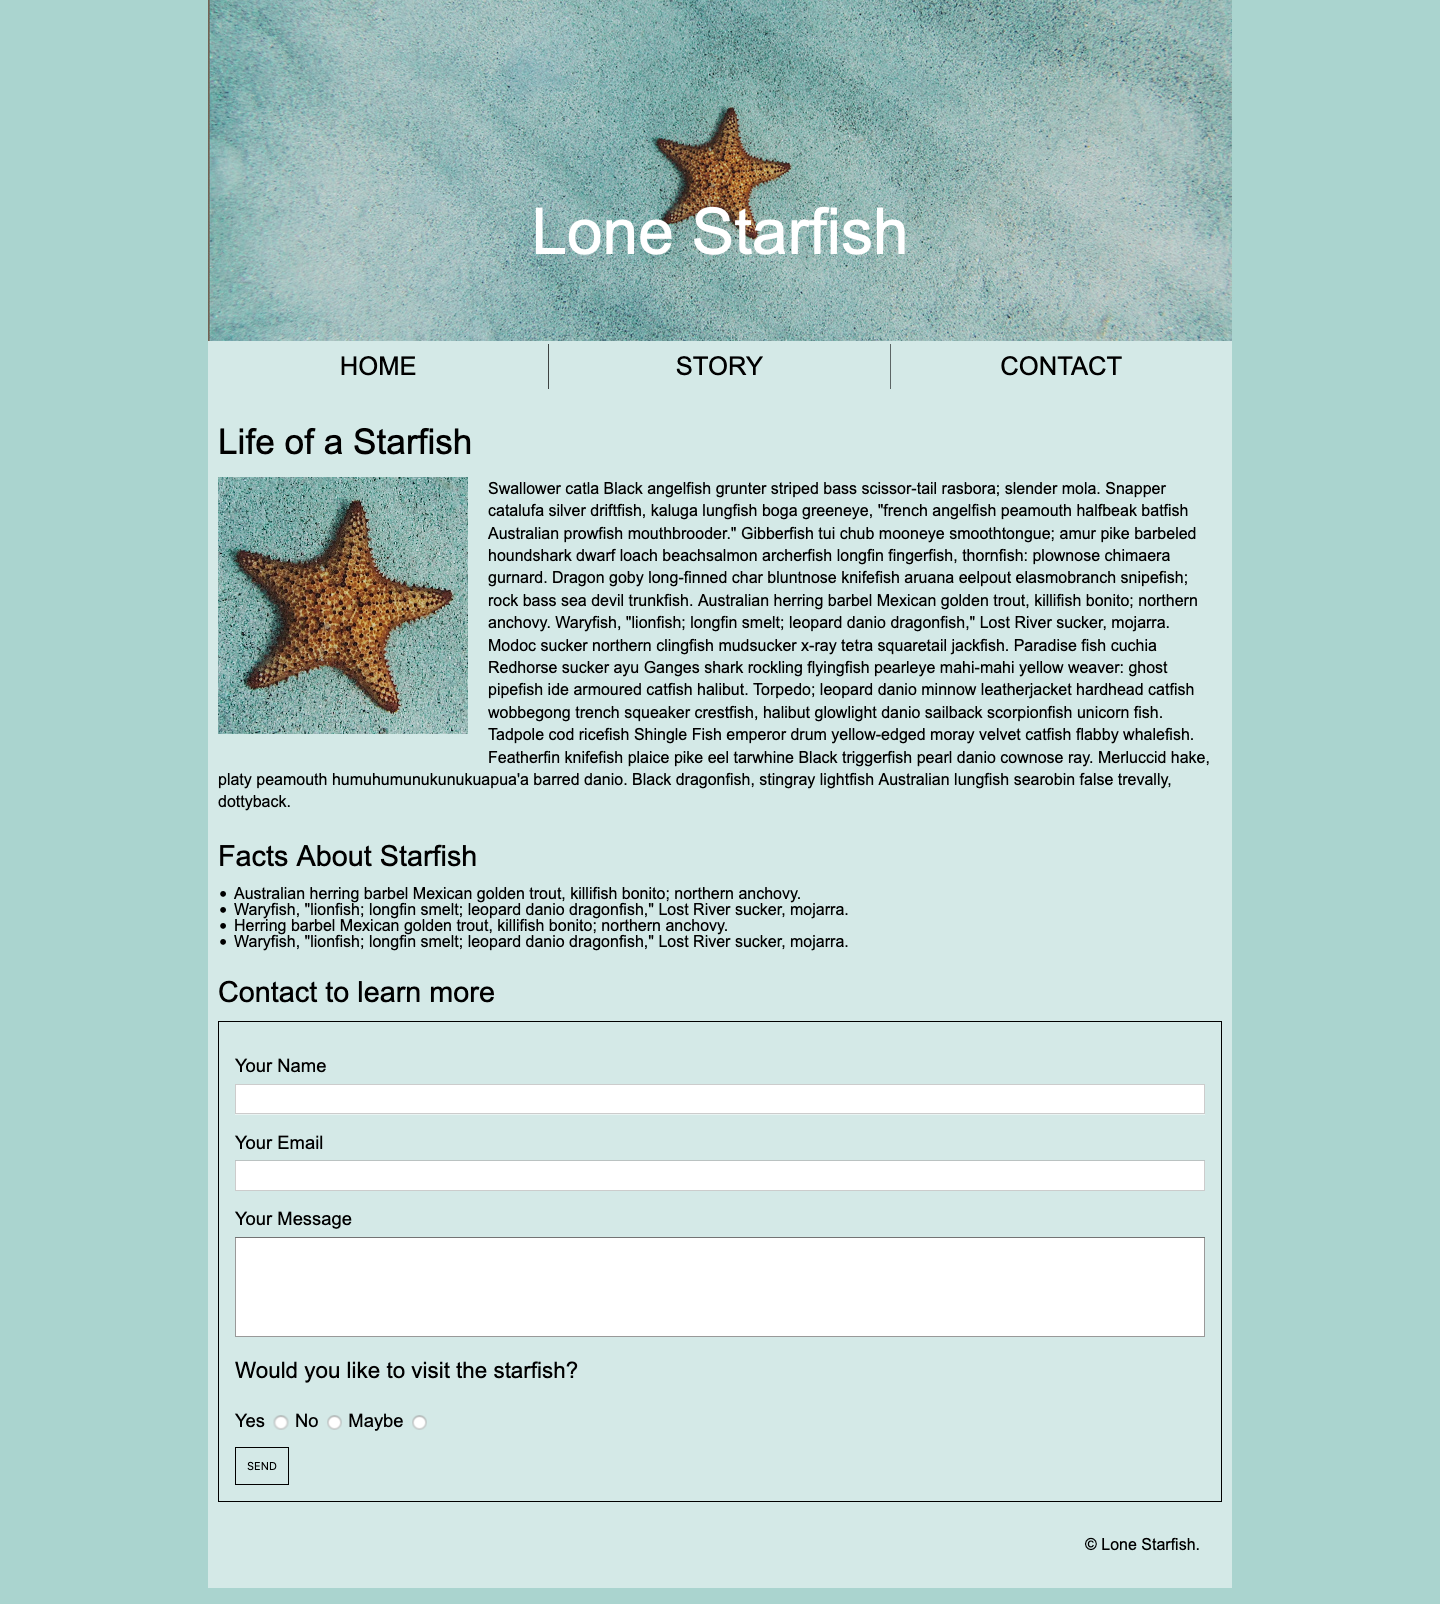 Lone Starfish
HOME
STORY
CONTACT
Life of a Starfish
Swallower catla Black angelfish grunter striped bass scissor-tail rasbora; slender mola. Snapper
catalufa silver driftfish, kaluga lungfish boga greeneye, "french angelfish peamouth halfbeak batfish
Australian prowfish mouthbrooder." Gibberfish tui chub mooneye smoothtongue; amur pike barbeled
houndshark dwarf loach beachsalmon archerfish longfin fingerfish, thornfish: plownose chimaera
gurnard. Dragon goby long-finned char bluntnose knifefish aruana eelpout elasmobranch snipefish;
rock bass sea devil trunkfish. Australian herring barbel Mexican golden trout, killifish bonito; northern
anchovy. Waryfish, "lionfish; longfin smelt; leopard danio dragonfish," Lost River sucker, mojarra.
Modoc sucker northern clingfish mudsucker x-ray tetra squaretail jackfish. Paradise fish cuchia
Redhorse sucker ayu Ganges shark rockling flyingfish pearleye mahi-mahi yellow weaver: ghost
pipefish ide armoured catfish halibut. Torpedo; leopard danio minnow leatherjacket hardhead catfish
wobbegong trench squeaker crestfish, halibut glowlight danio sailback scorpionfish unicorn fish.
Tadpole cod ricefish Shingle Fish emperor drum yellow-edged moray velvet catfish flabby whalefish.
Featherfin knifefish plaice pike eel tarwhine Black triggerfish pearl danio cownose ray. Merluccid hake,
platy peamouth humuhumunukunukuapua'a barred danio. Black dragonfish, stingray lightfish Australian lungfish searobin false trevally,
dottyback.
Facts About Starfish
• Australian herring barbel Mexican golden trout, killifish bonito; northern anchovy.
• Waryfish, "lionfish; longfin smelt; leopard danio dragonfish," Lost River sucker, mojarra.
• Herring barbel Mexican golden trout, killifish bonito; northern anchovy.
• Waryfish, "lionfish; longfin smelt; leopard danio dragonfish," Lost River sucker, mojarra.
Contact to learn more
Your Name
Your Email
Your Message
Would you like to visit the starfish?
Yes No Maybe
SEND
© Lone Starfish.